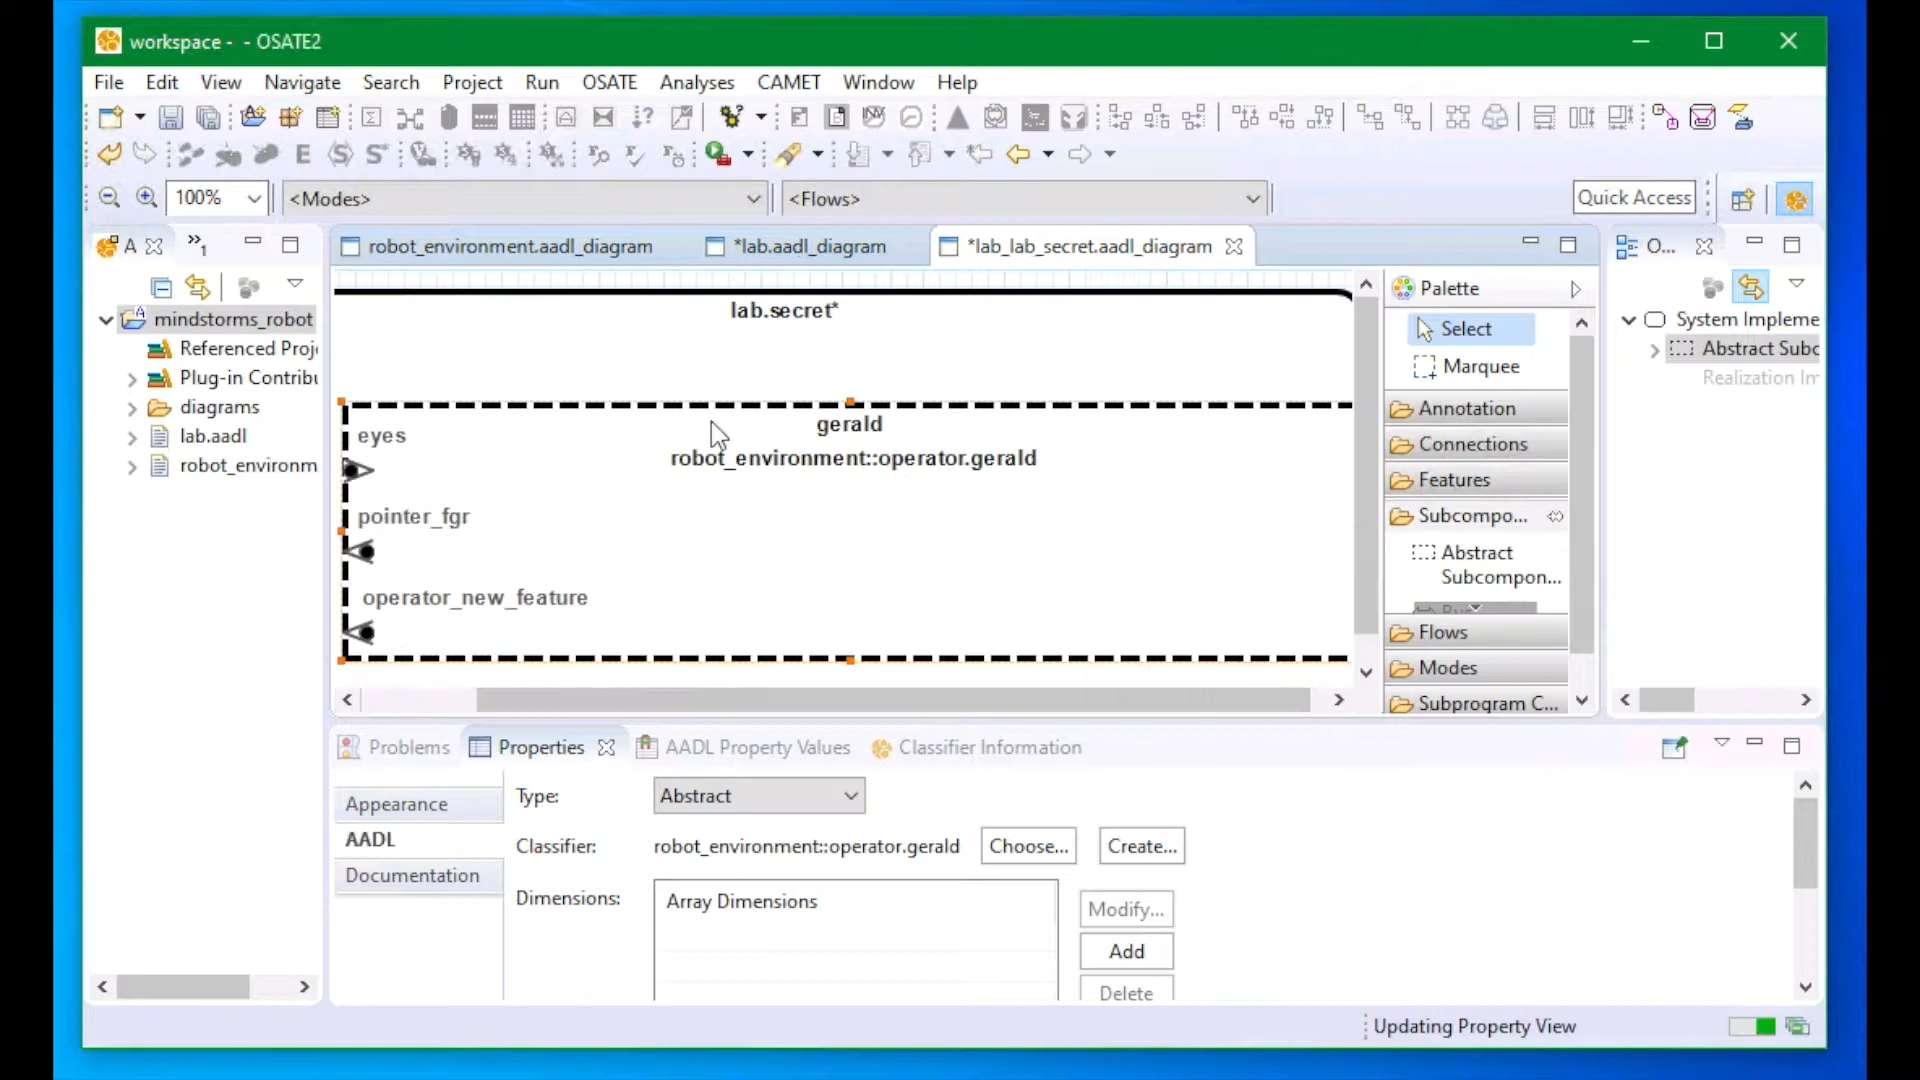 workspace -  - OSATE2
File Edit View Navigate Search Project Run OSATE Analyses CAMET Window Help
100% <Modes> <Flows> Quick Access
A »1 robot_environment.aadl_diagram *lab.aadl_diagram *lab_lab_secret.aadl_diagram O...
mindstorms_robot
Referenced Proj
Plug-in Contribu
diagrams
lab.aadl
robot_environm
lab.secret*
gerald
robot_environment::operator.gerald
eyes
pointer_fgr
operator_new_feature
Palette
Select
Marquee
Annotation
Connections
Features
Subcompo...
Abstract
Subcompon...
Flows
Modes
Subprogram C...
System Impleme
Abstract Subc
Realization Im
Problems Properties AADL Property Values Classifier Information
Appearance
AADL
Documentation
Type: Abstract
Classifier: robot_environment::operator.gerald Choose... Create...
Dimensions: Array Dimensions
Modify...
Add
Delete
Updating Property View